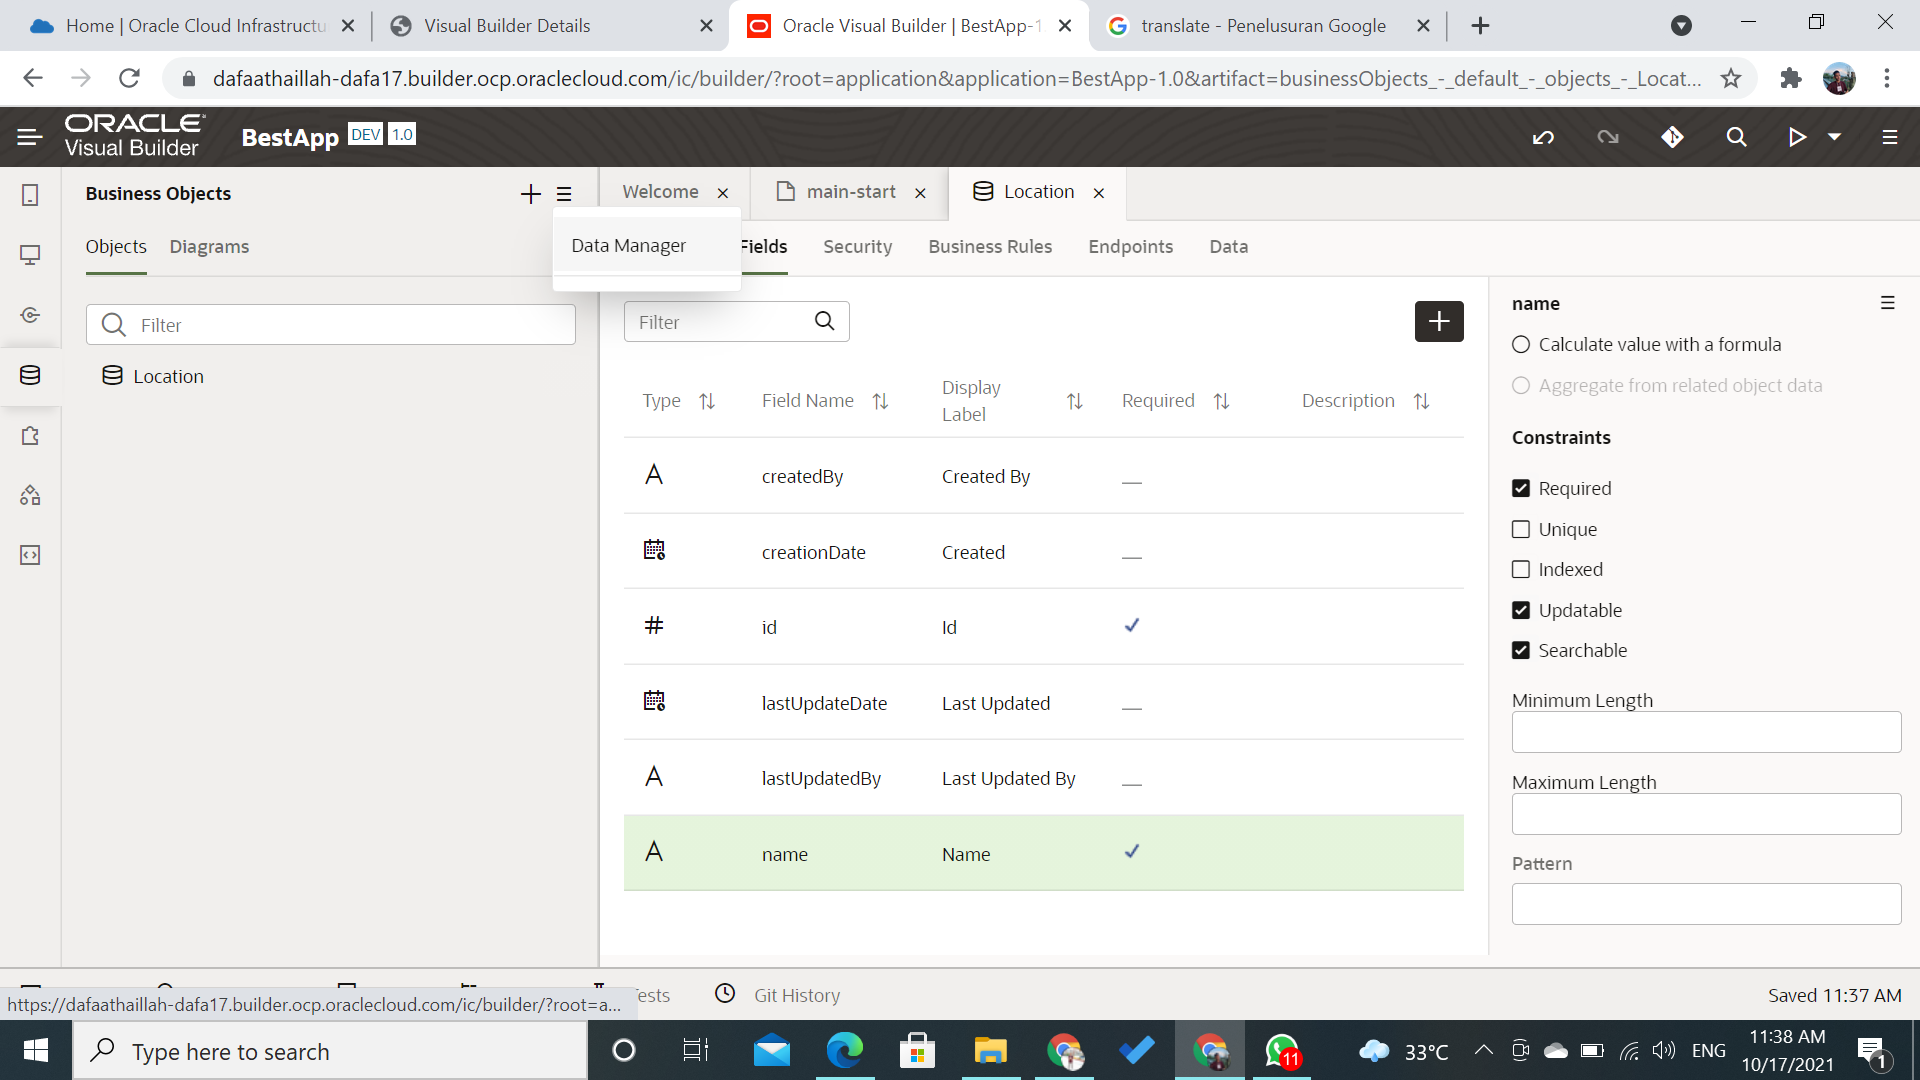 Home | Oracle Cloud Infrastructu
Visual Builder Details
Oracle Visual Builder | BestApp-1
translate - Penelusuran Google
dafaathaillah-dafa17.builder.ocp.oraclecloud.com/ic/builder/?root=application&application=BestApp-1.0&artifact=businessObjects_-_default_-_objects_-_Locat...
ORACLE
Visual Builder
BestApp DEV 1.0
Business Objects
Welcome
main-start
Location
Objects
Diagrams
Data Manager
Fields
Security
Business Rules
Endpoints
Data
Filter
Location
Filter
Type
Field Name
Display
Label
Required
Description
createdBy
Created By
creationDate
Created
id
Id
lastUpdateDate
Last Updated
lastUpdatedBy
Last Updated By
name
Name
name
Calculate value with a formula
Aggregate from related object data
Constraints
Required
Unique
Indexed
Updatable
Searchable
Minimum Length
Maximum Length
Pattern
https://dafaathaillah-dafa17.builder.ocp.oraclecloud.com/ic/builder/?root=a...
ests
Git History
Saved 11:37 AM
Type here to search
11
33°C
ENG
11:38 AM
10/17/2021
1